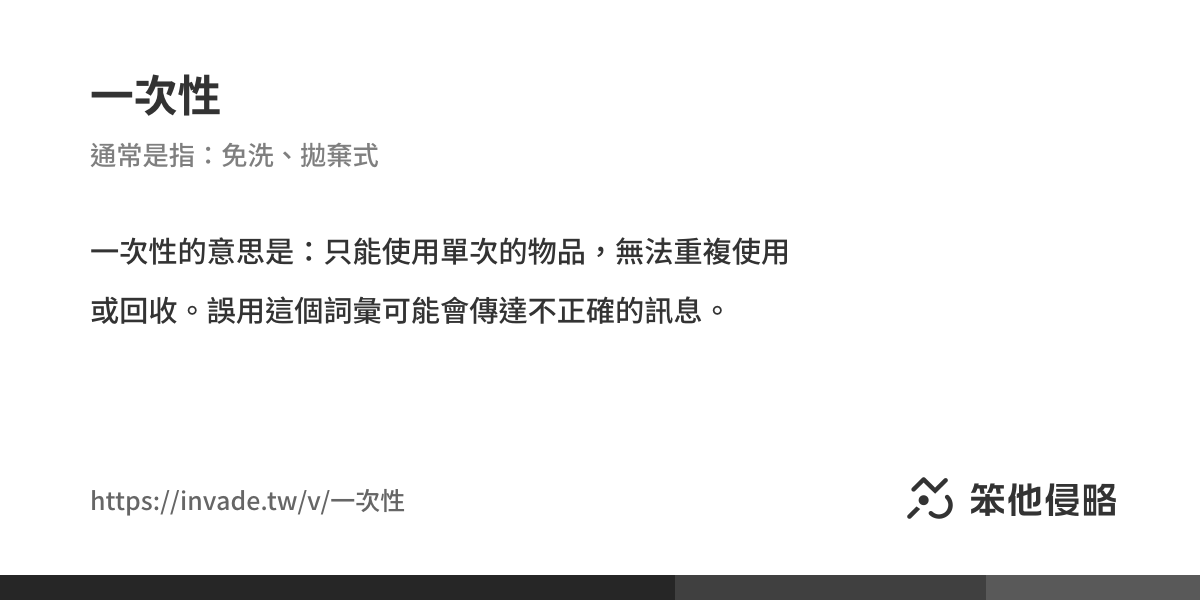 一次性
通常是指：免洗、拋棄式
一次性的意思是：只能使用單次的物品，無法重複使用
或回收。誤用這個詞彙可能會傳達不正確的訊息。
https://invade.tw/v/一次性
笨他侵略